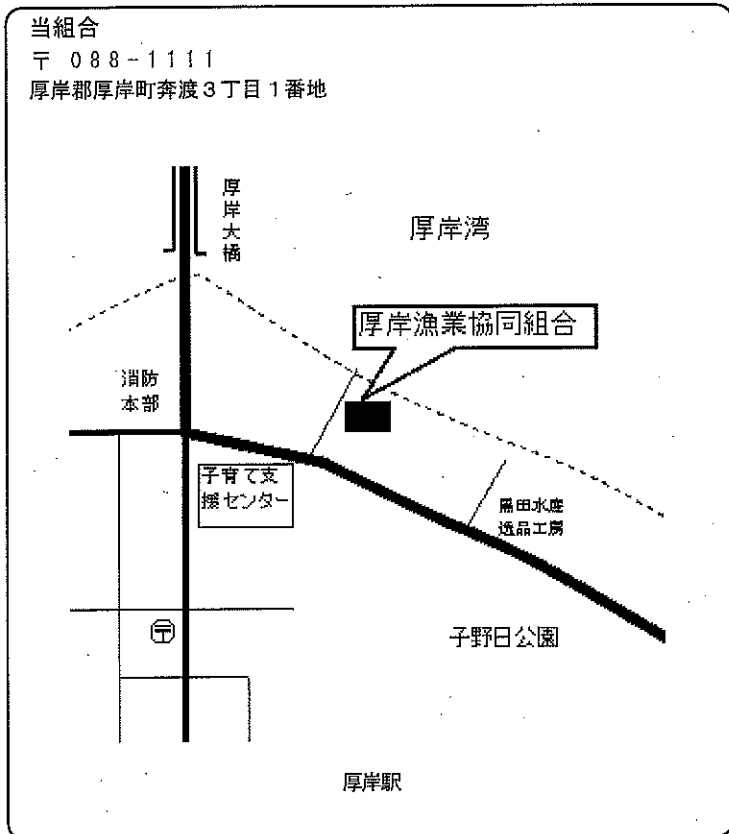 当組合
〒 088-1111
厚岸郡厚岸町奔渡3丁目1番地
厚岸大橋
厚岸湾
厚岸漁業協同組合
消防
本部
子育て支
援センター
黒田水産
逸品工房
子野日公園
〒
厚岸駅